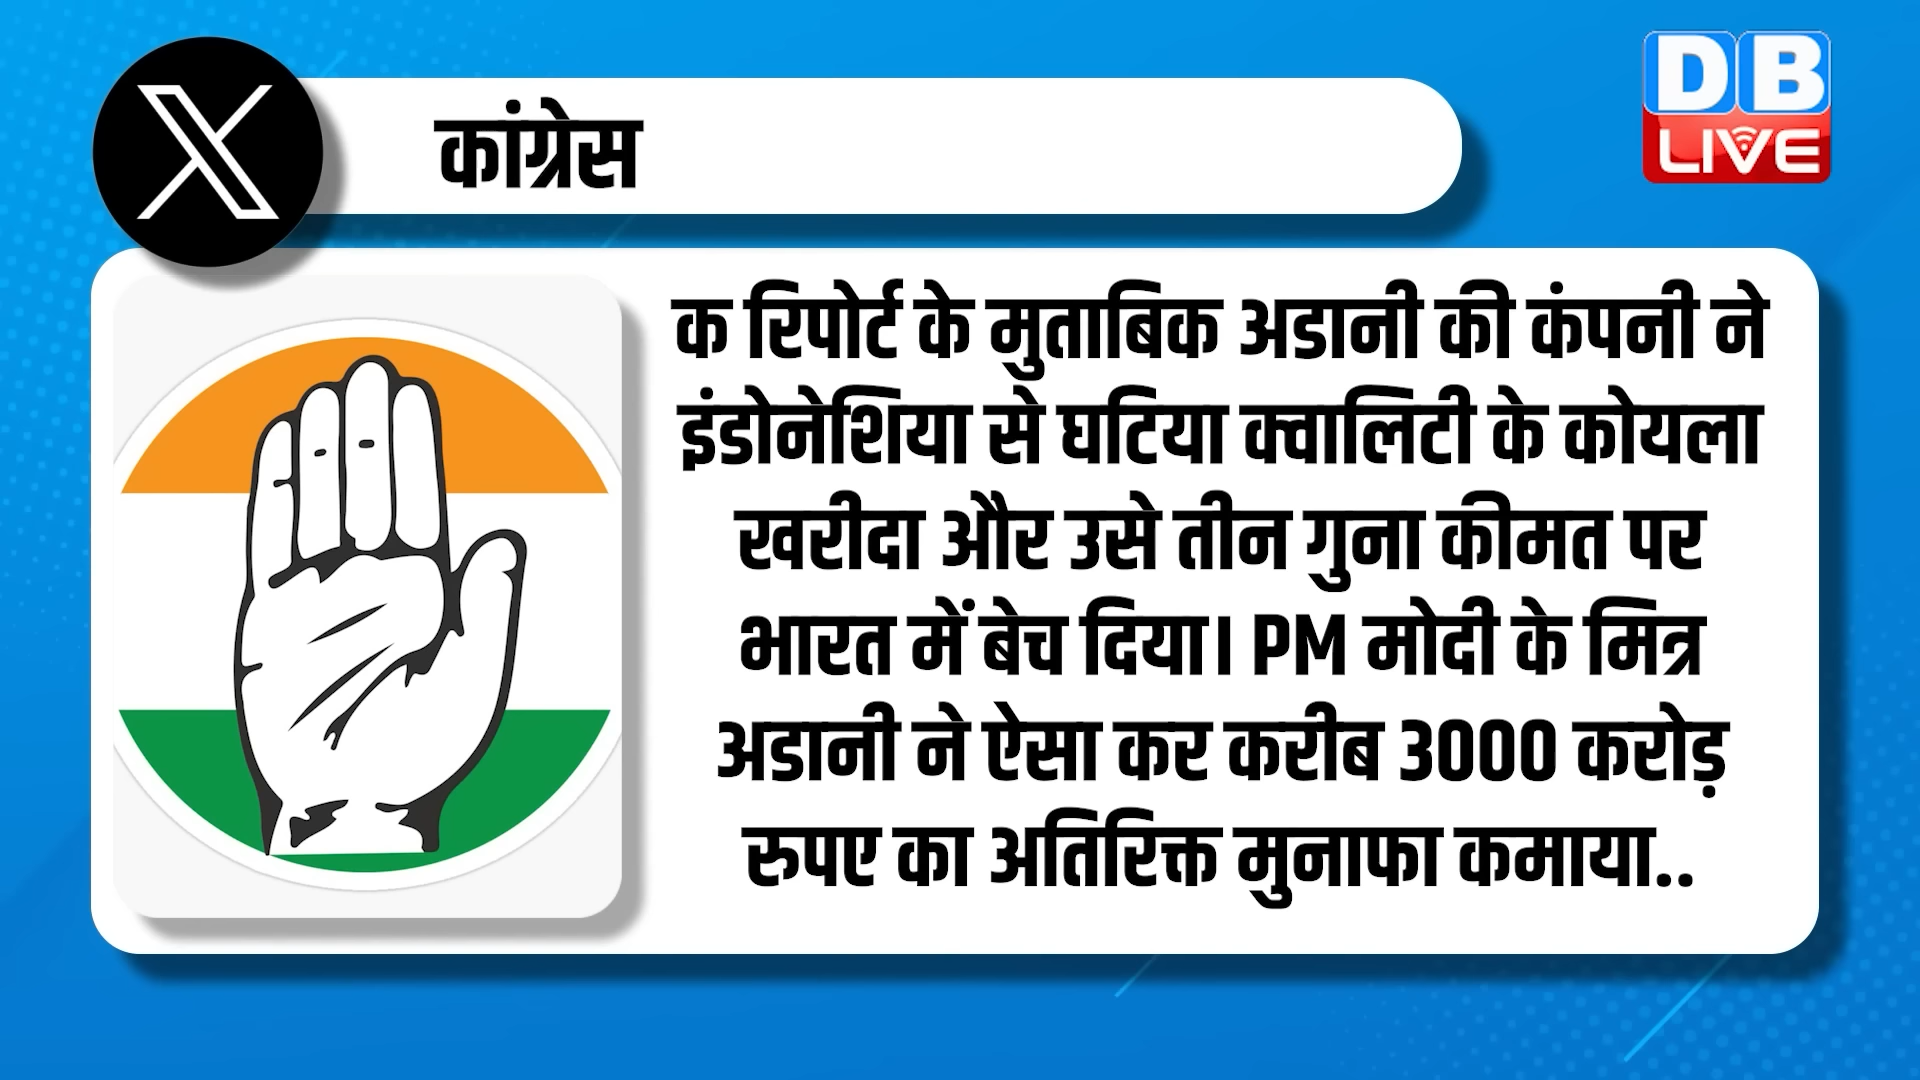 कांग्रेस
DB
LIVE
क रिपोर्ट के मुताबिक अडानी की कंपनी ने
इंडोनेशिया से घटिया क्वालिटी के कोयला
खरीदा और उसे तीन गुना कीमत पर
भारत में बेच दिया। PM मोदी के मित्र
अडानी ने ऐसा कर करीब 3000 करोड़
रुपए का अतिरिक्त मुनाफा कमाया..